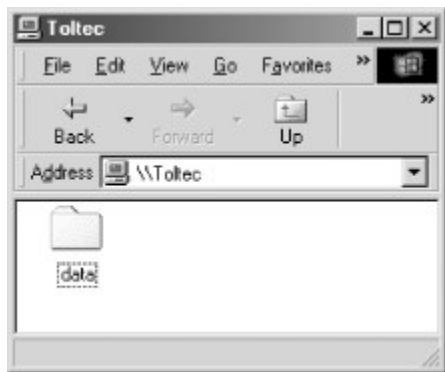 Toltec
File Edit View Go Favorites »
Back Forward Up »
Address \\Toltec
data